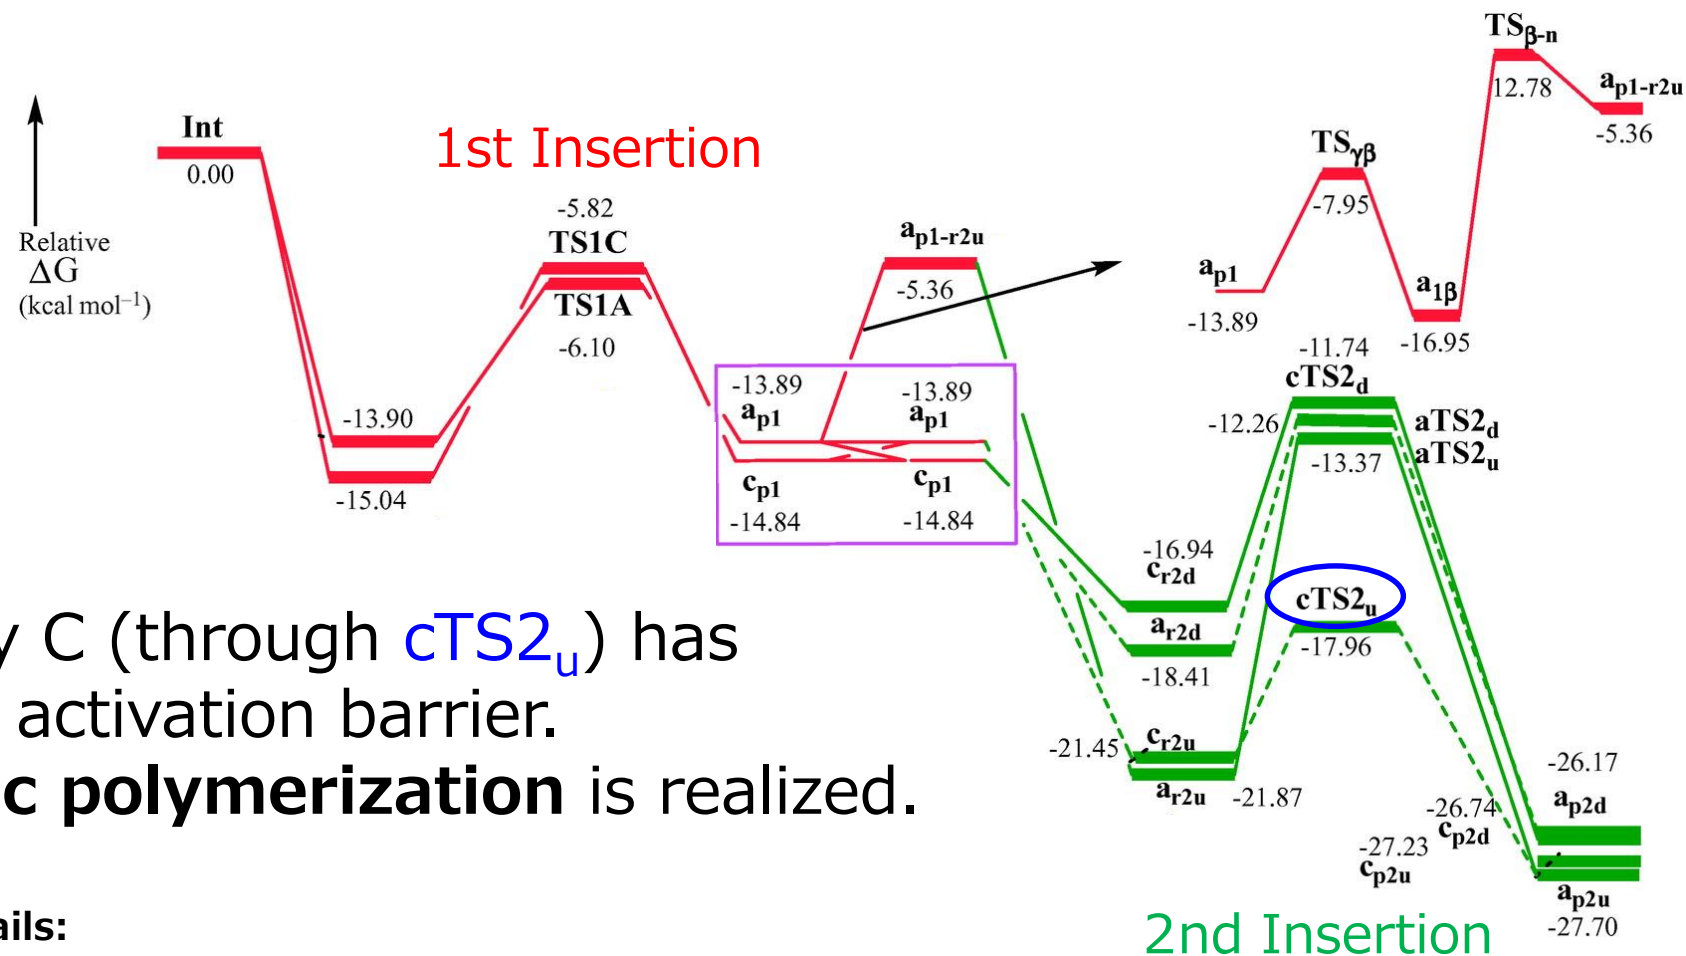 TSβ-n
12.78
ap1-r2u
-5.36
Int
0.00
1st Insertion
TSγβ
-7.95
-5.82
TS1C
TS1A
-6.10
Relative
ΔG
(kcal mol–1)
ap1-r2u
-5.36
ap1
-13.89
a1β
-16.95
-13.90
-15.04
-13.89
ap1
-13.89
ap1
cp1
-14.84
cp1
-14.84
-11.74
cTS2d
-12.26
aTS2d
aTS2u
-13.37
-16.94
cr2d
ar2d
-18.41
cTS2u
-17.96
y C (through cTS2u) has
activation barrier.
c polymerization is realized.
-21.45
cr2u
ar2u
-21.87
-26.17
ap2d
-26.74
cp2d
-27.23
cp2u
ap2u
-27.70
ails:
2nd Insertion